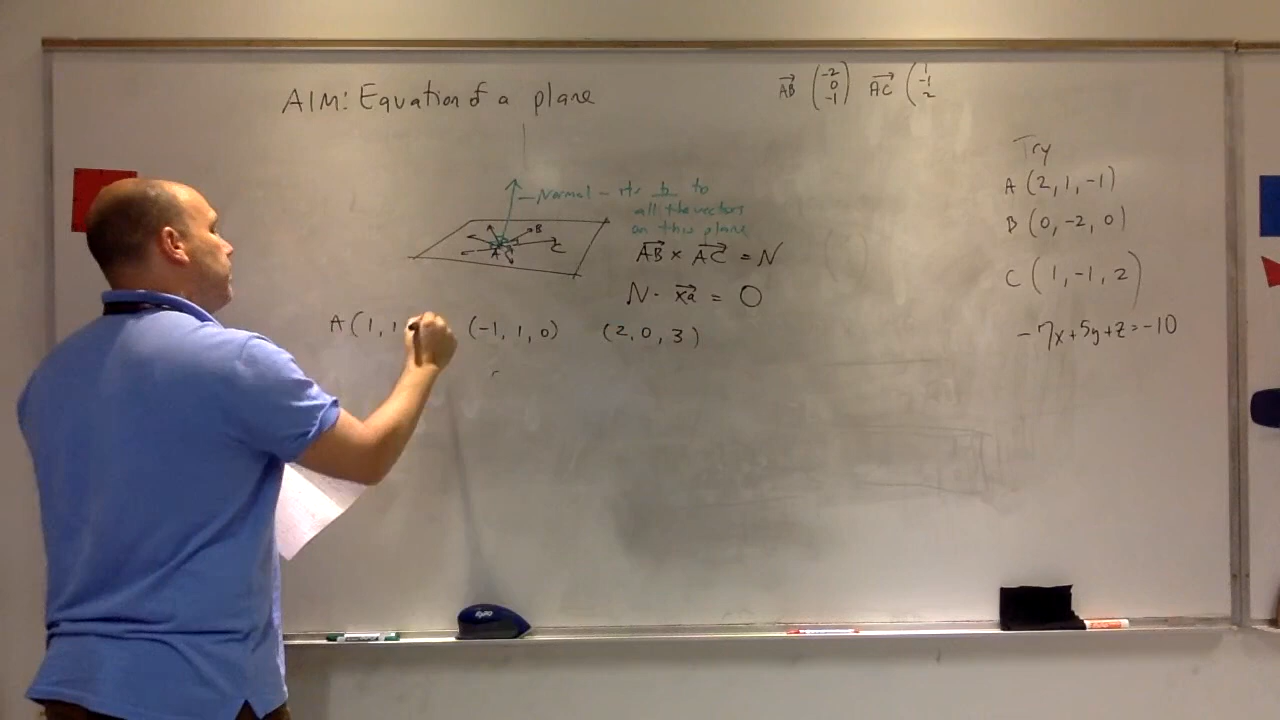 AIM: Equation of a plane
AB (-2 0 -1) AC (1 -1 2
Normal - it's b to
all the vectors
on this plane
A B C
AB × AC = N
N · xa = 0
A (1, 1 (-1, 1, 0) (2, 0, 3)
Try
A (2, 1, -1)
B (0, -2, 0)
C (1, -1, 2)
-7x+5y+z=-10
EXPO